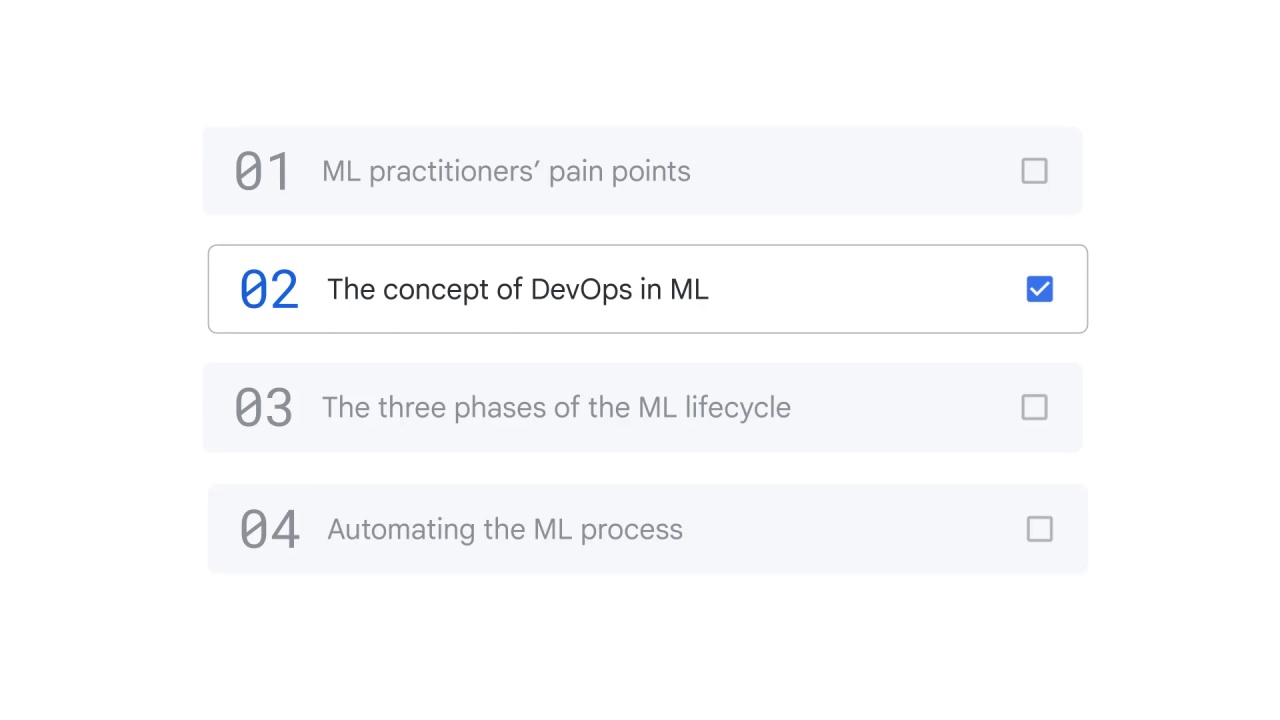 01 ML practitioners’ pain points
02 The concept of DevOps in ML
03 The three phases of the ML lifecycle
04 Automating the ML process